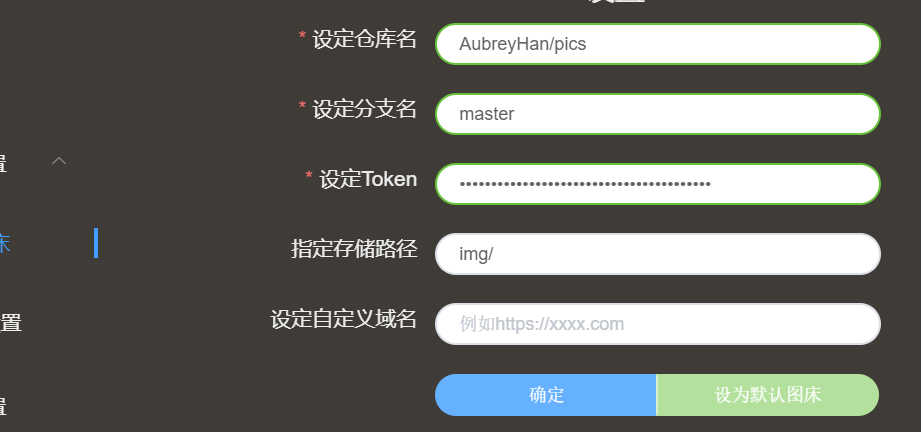 * 设定仓库名 AubreyHan/pics
* 设定分支名 master
置
* 设定Token ••••••••••••••••••••••••••••••••••••••••
床
指定存储路径 img/
置
设定自定义域名 例如https://xxxx.com
置
确定 设为默认图床